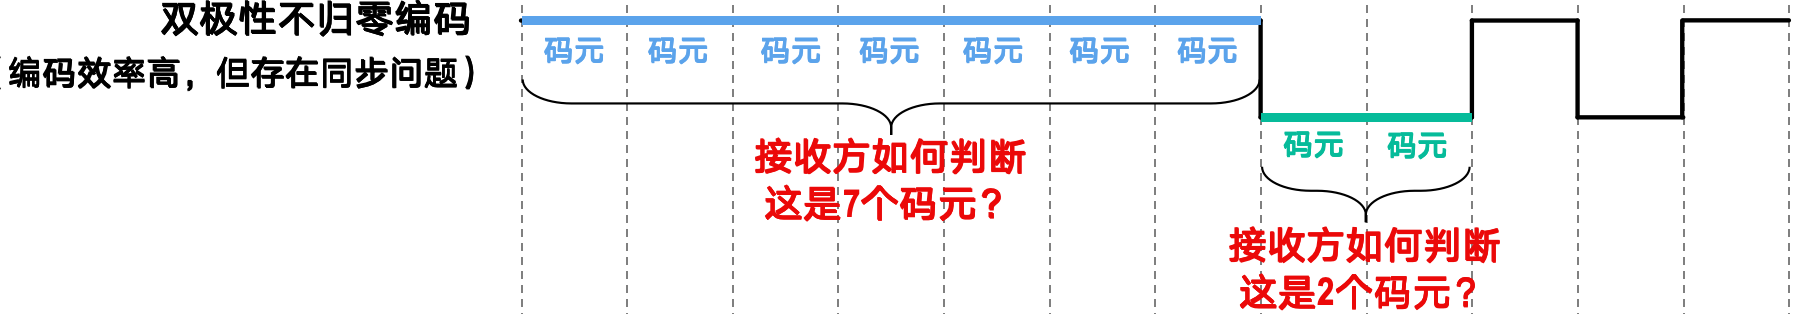 双极性不归零编码
（编码效率高，但存在同步问题）
码元 码元 码元 码元 码元 码元 码元
接收方如何判断
这是7个码元？
码元 码元
接收方如何判断
这是2个码元？